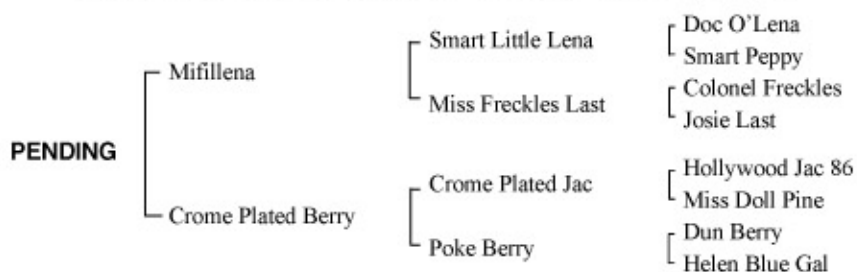 Doc O'Lena
Smart Little Lena
Smart Peppy
Mifillena
Colonel Freckles
Miss Freckles Last
Josie Last
PENDING
Hollywood Jac 86
Crome Plated Jac
Miss Doll Pine
Crome Plated Berry
Dun Berry
Poke Berry
Helen Blue Gal